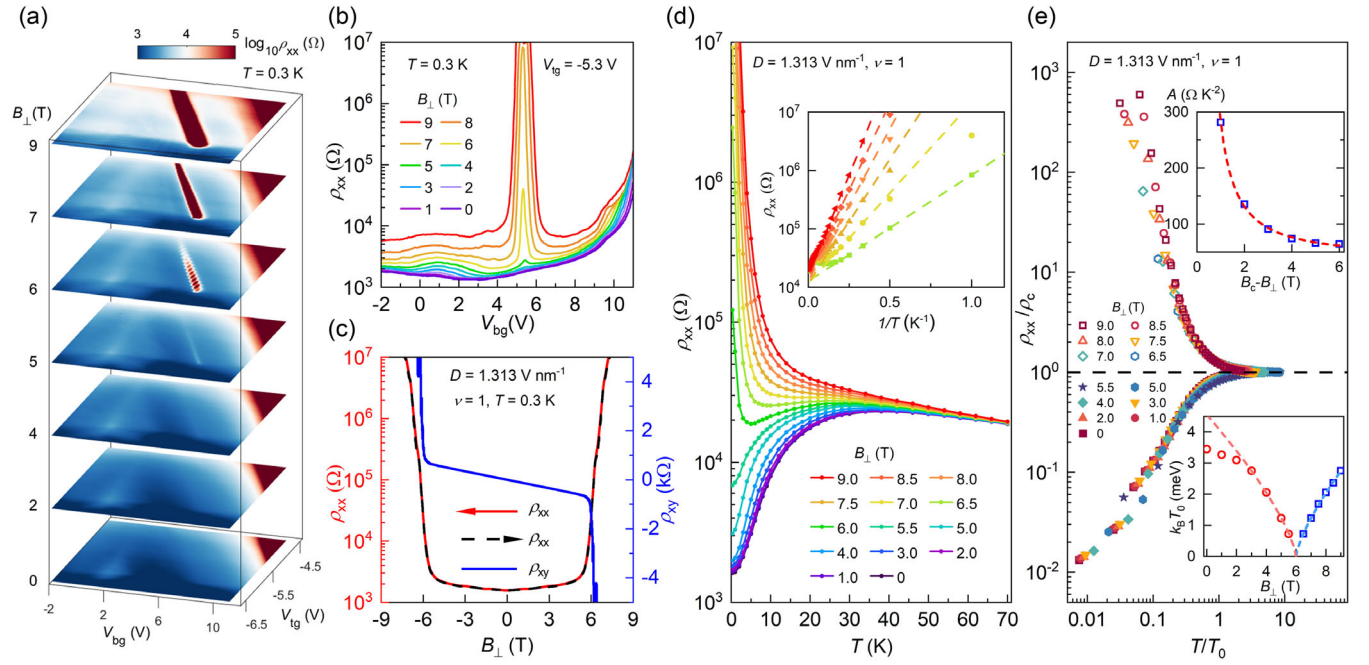 (a)
3 4 5
log₁₀ρxx (Ω)
T = 0.3 K
B⊥(T)
9
7
6
5
4
2
0
-2 2 6 10
Vbg (V)
-6.5 -5.5 -4.5
Vtg (V)
(b)
T = 0.3 K Vtg = -5.3 V
B⊥ (T)
9 8
7 6
5 4
3 2
1 0
10⁷
10⁶
10⁵
10⁴
10³
ρxx (Ω)
-2 0 2 4 6 8 10
Vbg(V)
(c)
D = 1.313 V nm⁻¹
ν = 1, T = 0.3 K
ρxx
ρxx
ρxy
10⁷
10⁶
10⁵
10⁴
10³
ρxx (Ω)
4
2
0
-2
-4
ρxy (kΩ)
-9 -6 -3 0 3 6 9
B⊥ (T)
(d)
D = 1.313 V nm⁻¹, ν = 1
10⁷
10⁶
10⁵
10⁴
10³
ρxx (Ω)
10⁷
10⁶
10⁵
10⁴
ρxx (Ω)
0.0 0.5 1.0
1/T (K⁻¹)
B⊥ (T)
9.0 8.5 8.0
7.5 7.0 6.5
6.0 5.5 5.0
4.0 3.0 2.0
1.0 0
0 10 20 30 40 50 60 70
T (K)
(e)
D = 1.313 V nm⁻¹, ν = 1
10³
10²
10¹
10⁰
10⁻¹
10⁻²
ρxx/ρc
A (Ω K⁻²)
300
200
100
2 4 6
Bc-B⊥ (T)
B⊥(T)
9.0 8.5
8.0 7.5
7.0 6.5
5.5 5.0
4.0 3.0
2.0 1.0
0
4
3
2
1
0
kBT₀ (meV)
0 2 4 6 8
B⊥(T)
0.01 0.1 1 10 100
T/T₀